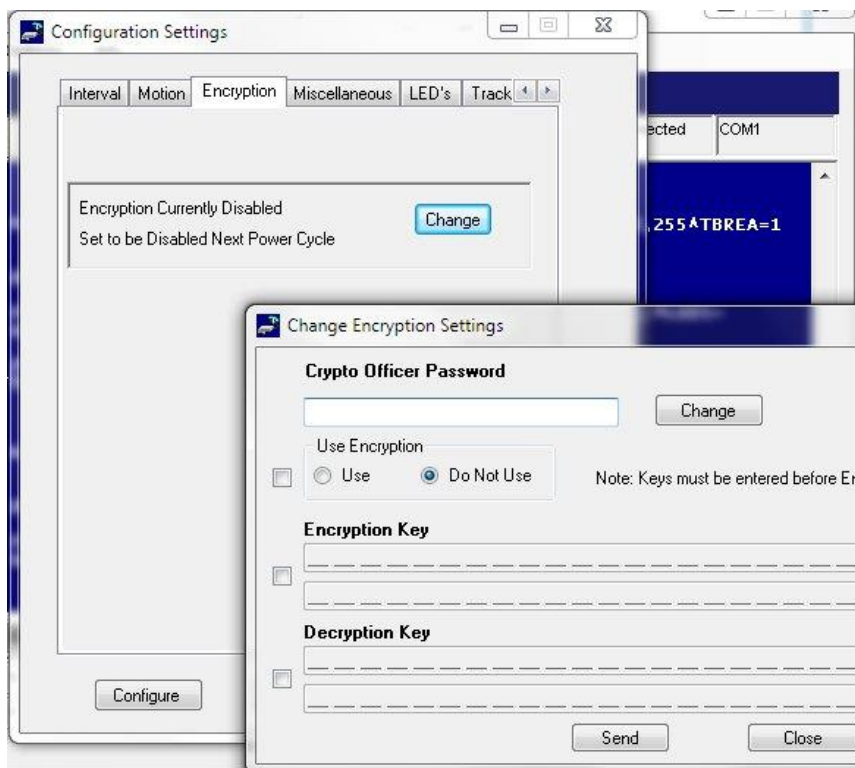 Configuration Settings
Interval Motion Encryption Miscellaneous LED's Track
ected COM1
Encryption Currently Disabled
Set to be Disabled Next Power Cycle
Change
,255^TBREA=1
Change Encryption Settings
Crypto Officer Password
Change
Use Encryption
Use Do Not Use
Note: Keys must be entered before Er
Encryption Key
Decryption Key
Configure
Send Close